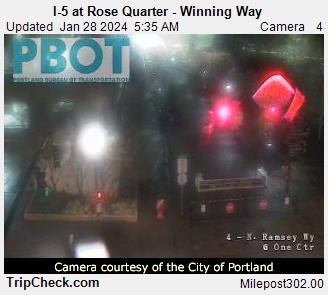 I-5 at Rose Quarter - Winning Way
Updated Jan 28 2024 5:35 AM Camera 4
PBOT
PORTLAND BUREAU OF TRANSPORTATION
4 - N. Ramsey Wy
@ One Ctr
Camera courtesy of the City of Portland
TripCheck.com Milepost302.00